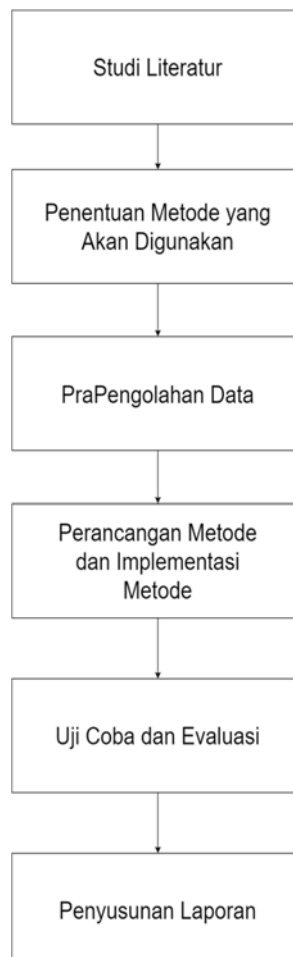 Studi Literatur
Penentuan Metode yang
Akan Digunakan
PraPengolahan Data
Perancangan Metode
dan Implementasi
Metode
Uji Coba dan Evaluasi
Penyusunan Laporan